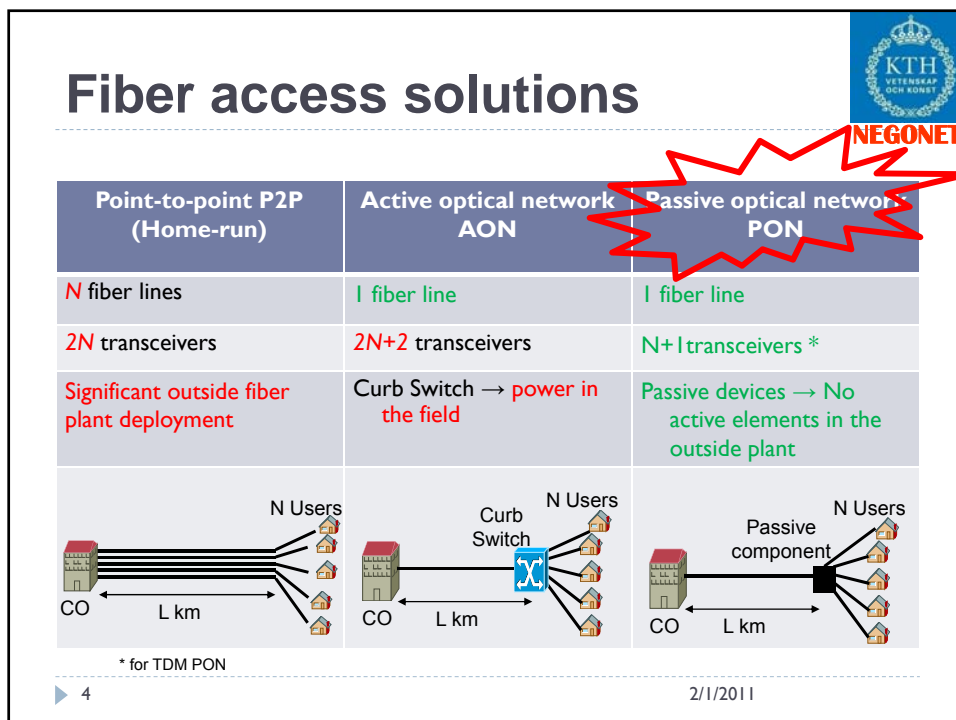 Fiber access solutions
KTH
VETENSKAP
OCH KONST
NEGONET
Point-to-point P2P
(Home-run)
Active optical network
AON
Passive optical network
PON
N fiber lines
1 fiber line
1 fiber line
2N transceivers
2N+2 transceivers
N+1transceivers *
Significant outside fiber
plant deployment
Curb Switch → power in
the field
Passive devices → No
active elements in the
outside plant
N Users
CO
L km
Curb
Switch
N Users
CO
L km
Passive
component
N Users
CO
L km
* for TDM PON
4
2/1/2011